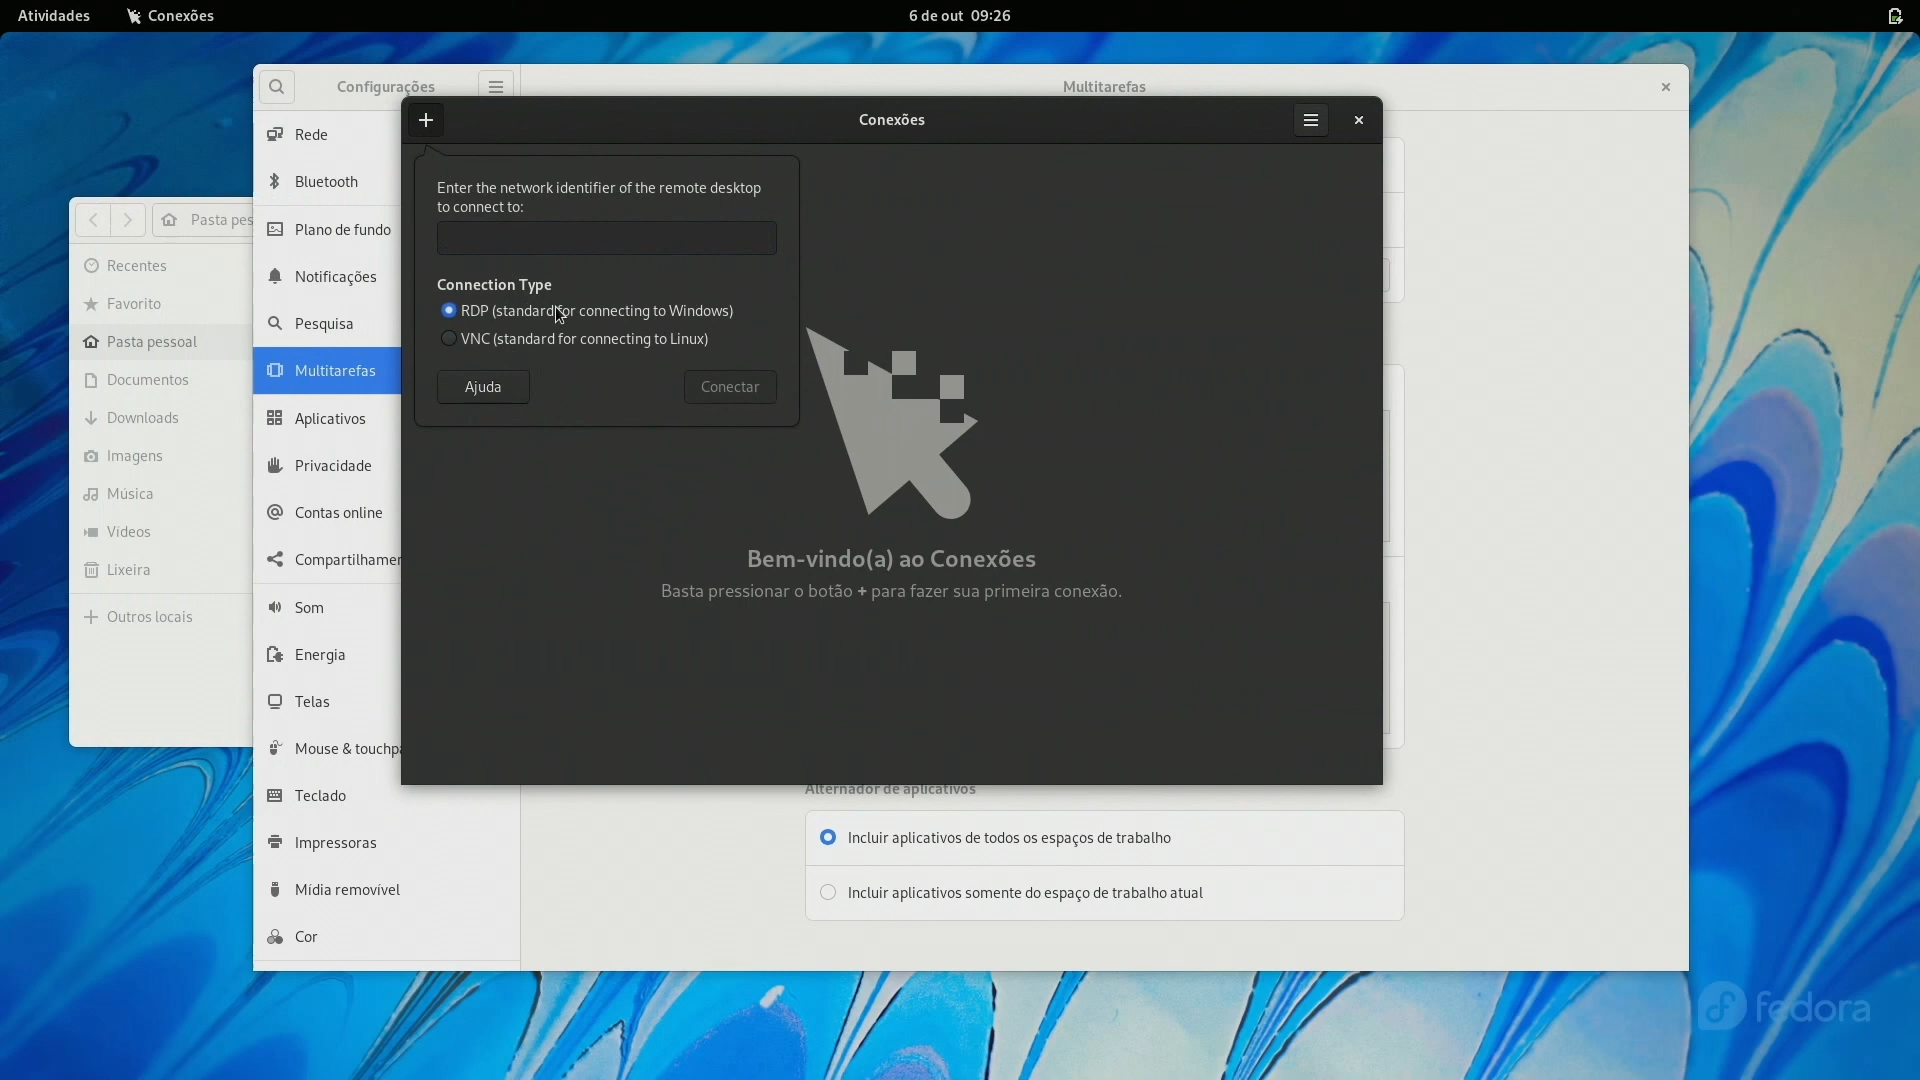 Atividades
Conexões
6 de out 09:26
Configurações
Multitarefas
Rede
Bluetooth
Plano de fundo
Notificações
Pesquisa
Multitarefas
Aplicativos
Privacidade
Contas online
Compartilhamen
Som
Energia
Telas
Mouse & touchpa
Teclado
Impressoras
Mídia removível
Cor
Pasta pes
Recentes
Favorito
Pasta pessoal
Documentos
Downloads
Imagens
Música
Vídeos
Lixeira
Outros locais
Conexões
Enter the network identifier of the remote desktop
to connect to:
Connection Type
RDP (standard for connecting to Windows)
VNC (standard for connecting to Linux)
Ajuda
Conectar
Bem-vindo(a) ao Conexões
Basta pressionar o botão + para fazer sua primeira conexão.
Alternador de aplicativos
Incluir aplicativos de todos os espaços de trabalho
Incluir aplicativos somente do espaço de trabalho atual
fedora